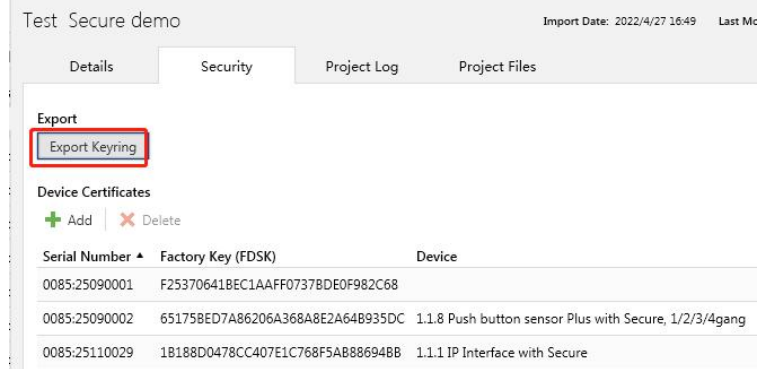 Test Secure demo Import Date: 2022/4/27 16:49 Last Mo
Details Security Project Log Project Files
Export
Export Keyring
Device Certificates
Add Delete
Serial Number Factory Key (FDSK) Device
0085:25090001 F25370641BEC1AAFF0737BDE0F982C68
0085:25090002 65175BED7A86206A368A8E2A64B935DC 1.1.8 Push button sensor Plus with Secure, 1/2/3/4gang
0085:25110029 1B188D0478CC407E1C768F5AB88694BB 1.1.1 IP Interface with Secure